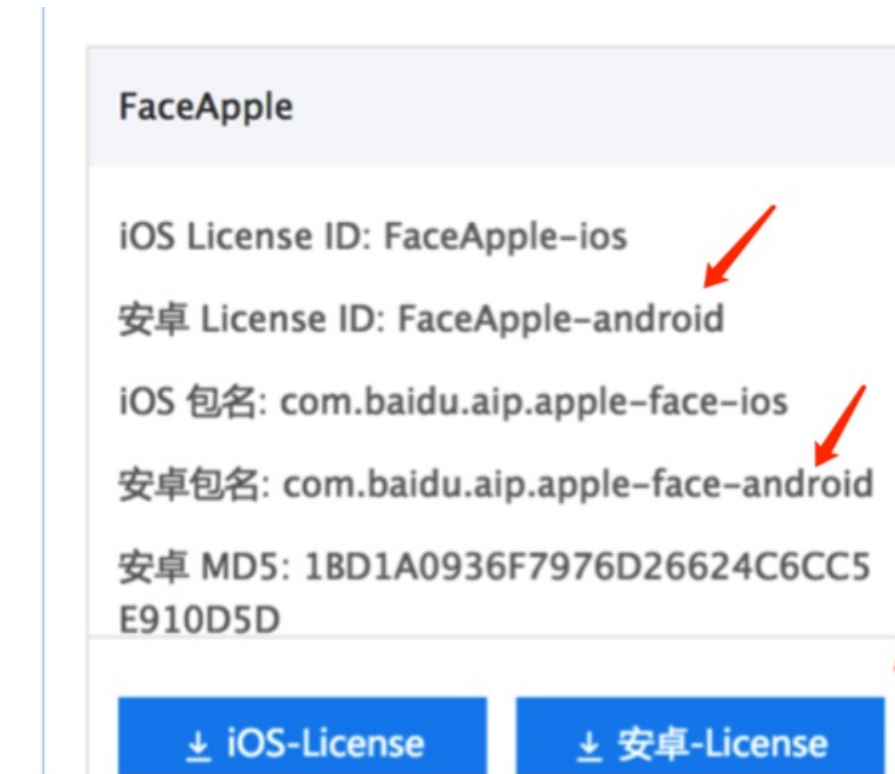 FaceApple
iOS License ID: FaceApple-ios
安卓 License ID: FaceApple-android
iOS 包名: com.baidu.aip.apple-face-ios
安卓包名: com.baidu.aip.apple-face-android
安卓 MD5: 1BD1A0936F7976D26624C6CC5
E910D5D
iOS-License
安卓-License